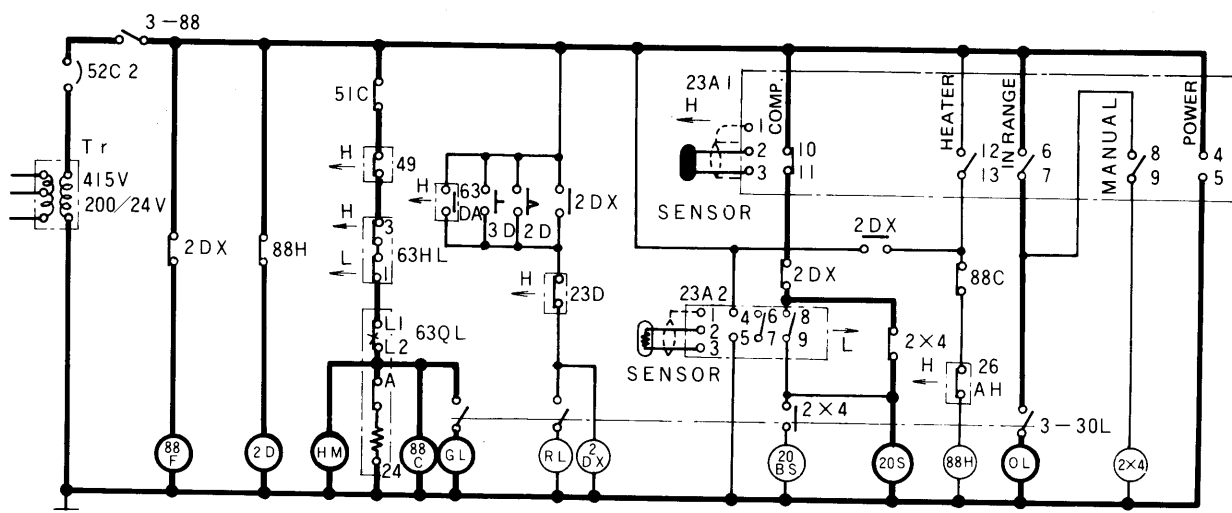 3-88
52C 2
Tr
415V
200/24V
2DX
88H
51C
H
49
H
3
L
63HL
1
L1
L2
63QL
A
24
H
63
DA
3D
2D
2DX
H
23D
23A1
H
1
2
3
SENSOR
COMP.
10
11
2DX
23A2
1
2
3
SENSOR
4
5
6
7
8
9
L
2×4
2×4
2DX
HEATER
12
13
88C
H
26
AH
IN RANGE
6
7
3-30L
MANUAL
8
9
POWER
4
5
88
F
2D
HM
88
C
GL
RL
2
DX
20
BS
20S
88H
OL
2×4